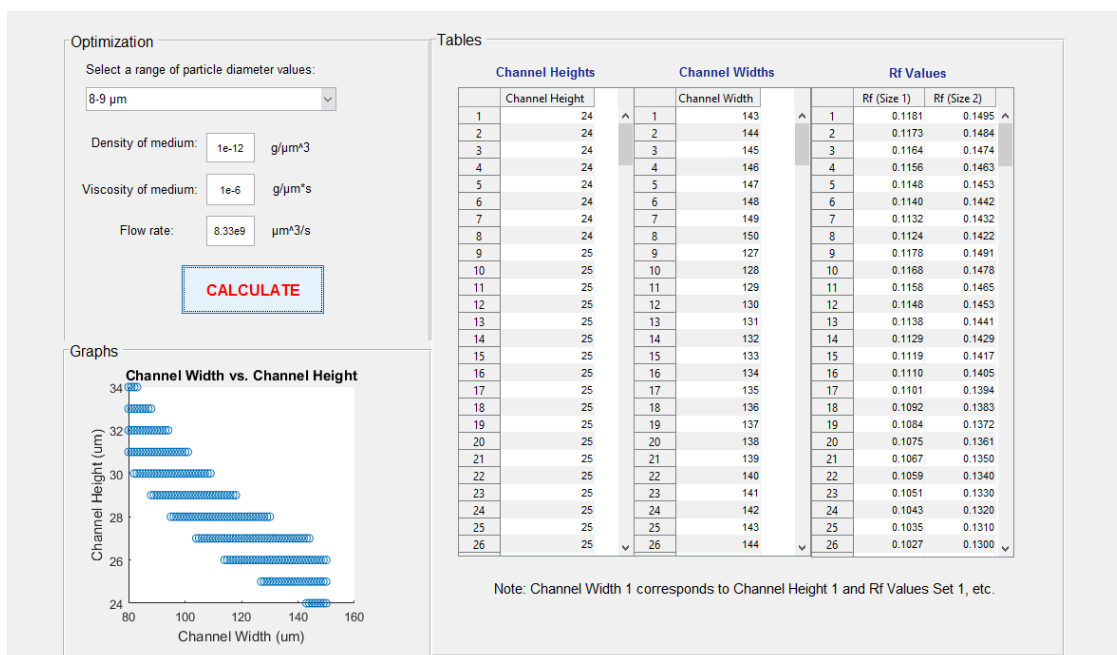 Optimization
Select a range of particle diameter values:
8-9 µm
Density of medium: 1e-12 g/µm^3
Viscosity of medium: 1e-6 g/µm*s
Flow rate: 8.33e9 µm^3/s
CALCULATE
Graphs
Channel Width vs. Channel Height
34
32
30
28
26
24
Channel Height (um)
80 100 120 140 160
Channel Width (um)
Tables
Channel Heights Channel Widths Rf Values
Channel Height Channel Width Rf (Size 1) Rf (Size 2)
1 24 1 143 1 0.1181 0.1495
2 24 2 144 2 0.1173 0.1484
3 24 3 145 3 0.1164 0.1474
4 24 4 146 4 0.1156 0.1463
5 24 5 147 5 0.1148 0.1453
6 24 6 148 6 0.1140 0.1442
7 24 7 149 7 0.1132 0.1432
8 24 8 150 8 0.1124 0.1422
9 25 9 127 9 0.1178 0.1491
10 25 10 128 10 0.1168 0.1478
11 25 11 129 11 0.1158 0.1465
12 25 12 130 12 0.1148 0.1453
13 25 13 131 13 0.1138 0.1441
14 25 14 132 14 0.1129 0.1429
15 25 15 133 15 0.1119 0.1417
16 25 16 134 16 0.1110 0.1405
17 25 17 135 17 0.1101 0.1394
18 25 18 136 18 0.1092 0.1383
19 25 19 137 19 0.1084 0.1372
20 25 20 138 20 0.1075 0.1361
21 25 21 139 21 0.1067 0.1350
22 25 22 140 22 0.1059 0.1340
23 25 23 141 23 0.1051 0.1330
24 25 24 142 24 0.1043 0.1320
25 25 25 143 25 0.1035 0.1310
26 25 26 144 26 0.1027 0.1300
Note: Channel Width 1 corresponds to Channel Height 1 and Rf Values Set 1, etc.